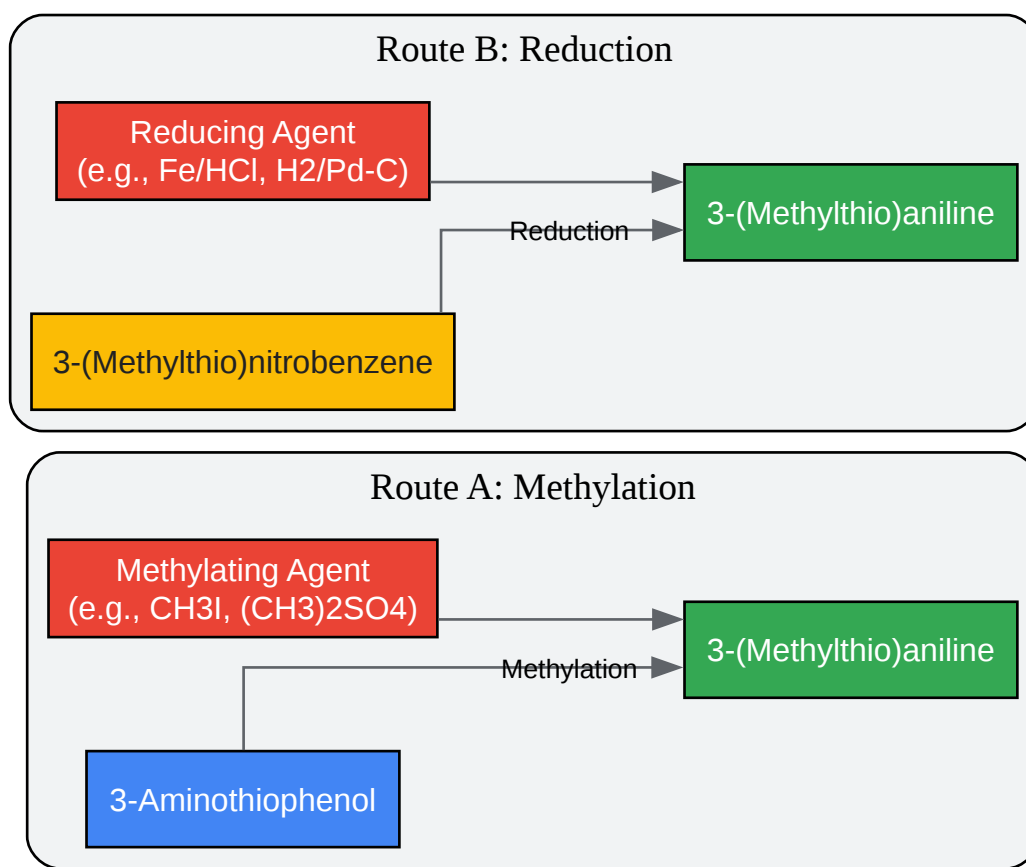 Route B: Reduction
Reducing Agent
(e.g., Fe/HCl, H2/Pd-C)
3-(Methylthio)aniline
Reduction
3-(Methylthio)nitrobenzene
Route A: Methylation
Methylating Agent
(e.g., CH3I, (CH3)2SO4)
3-(Methylthio)aniline
Methylation
3-Aminothiophenol